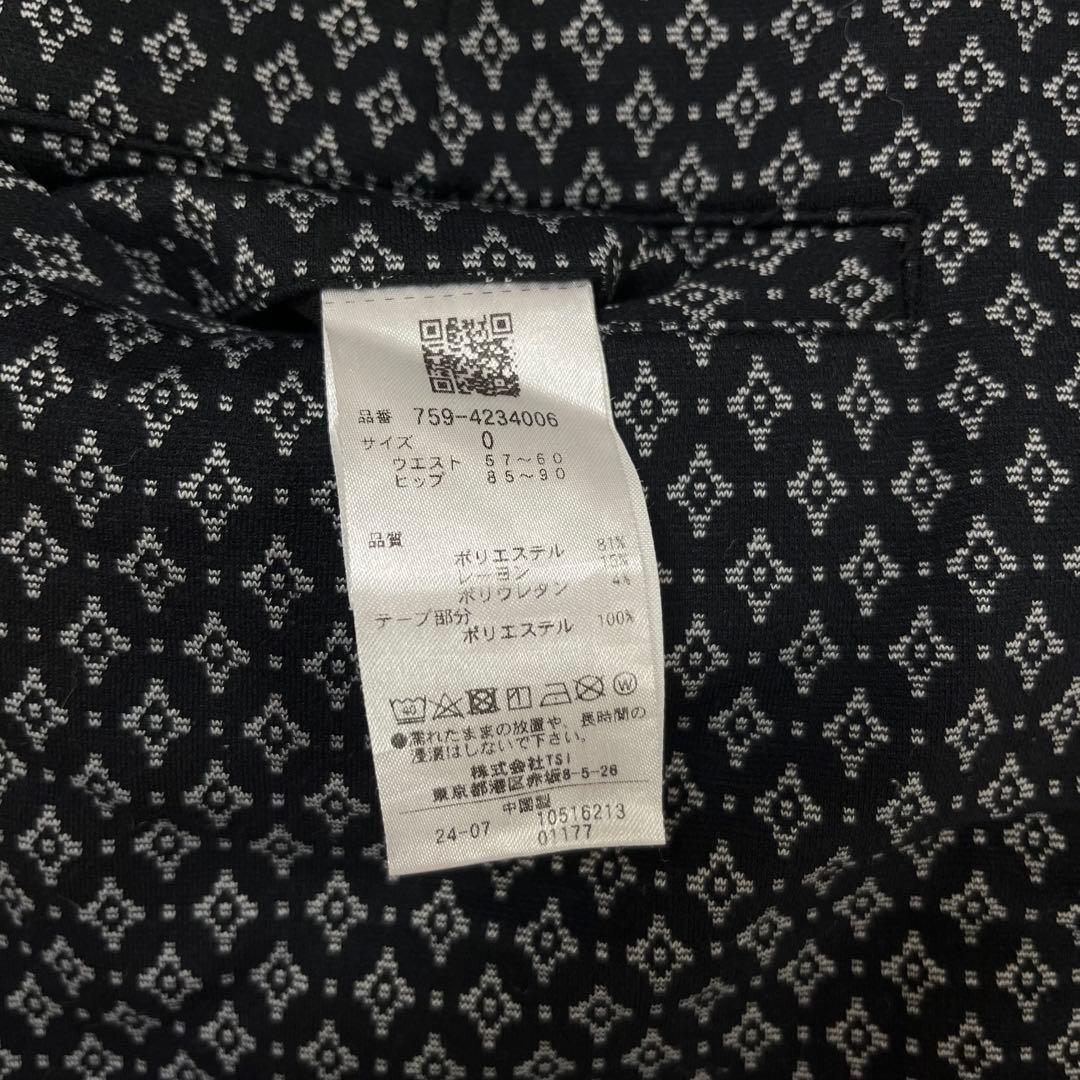 品番 759-4234006
サイズ 0
ウエスト 57～60
ヒップ 85～90
品質
ポリエステル 81%
レーヨン 15%
ポリウレタン 4%
テープ部分
ポリエステル 100%
40
W
●濡れたままの放置や、長時間の
浸漬はしないで下さい。
株式会社TSI
東京都港区赤坂8-5-26
中国製
24-07 10516213
01177